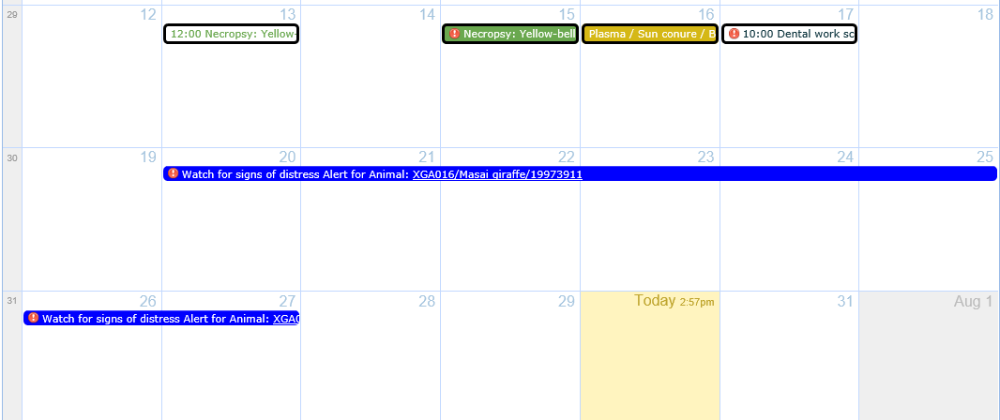 29 12 13 14 15 16 17 18
12:00 Necropsy: Yellow- Necropsy: Yellow-bell Plasma / Sun conure / B 10:00 Dental work sc
30 19 20 21 22 23 24 25
Watch for signs of distress Alert for Animal: XGA016/Masai giraffe/19973911
31 26 27 28 29 Today 2:57pm 31 Aug 1
Watch for signs of distress Alert for Animal: XGA0